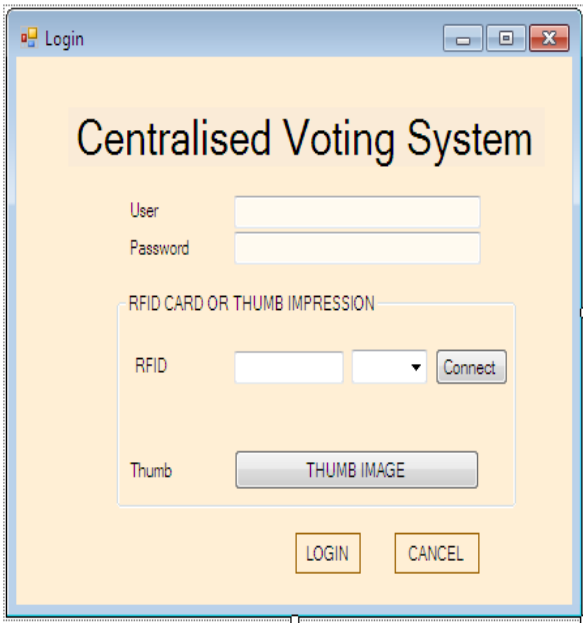 Login
Centralised Voting System
User
Password
RFID CARD OR THUMB IMPRESSION
RFID
Connect
Thumb
THUMB IMAGE
LOGIN
CANCEL